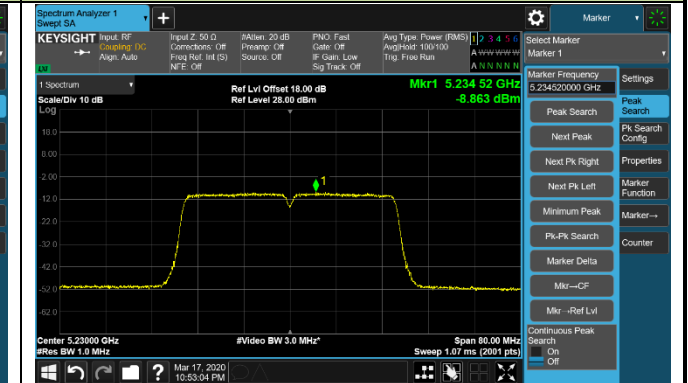 Spectrum Analyzer 1
Swept SA
Marker
KEYSIGHT
Input: RF
Coupling: DC
Align: Auto
Input Z: 50 Ω
Corrections: Off
Freq Ref: Int (S)
NFE: Off
#Atten: 20 dB
Preamp: Off
Source: Off
PNO: Fast
Gate: Off
IF Gain: Low
Sig Track: Off
Avg Type: Power (RMS)
Avg|Hold: 100/100
Trig: Free Run
1 2 3 4 5 6
A W W W W W
A N N N N N
LV
Select Marker
Marker 1
1 Spectrum
Scale/Div 10 dB
Log
Ref Lvl Offset 18.00 dB
Ref Level 28.00 dBm
Mkr1 5.234 52 GHz
-8.863 dBm
18.0
8.00
-2.00
-12.0
-22.0
-32.0
-42.0
-52.0
-62.0
1
Center 5.23000 GHz
#Res BW 1.0 MHz
#Video BW 3.0 MHz*
Span 80.00 MHz
Sweep 1.07 ms (2001 pts)
Mar 17, 2020
10:53:04 PM
Marker Frequency
5.234520000 GHz
Peak Search
Next Peak
Next Pk Right
Next Pk Left
Minimum Peak
Pk-Pk Search
Marker Delta
Mkr→CF
Mkr→Ref Lvl
Continuous Peak
Search
On
Off
Settings
Peak
Search
Pk Search
Config
Properties
Marker
Function
Marker→
Counter